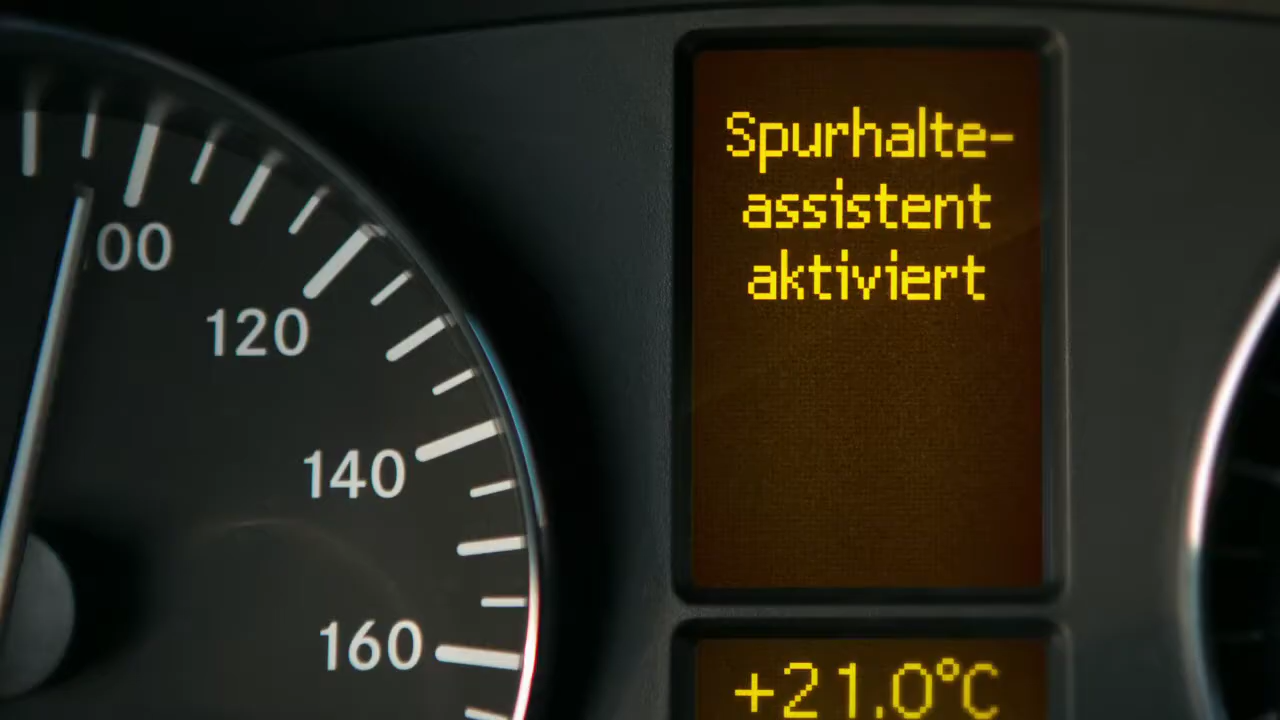 Spurhalte-
assistent
aktiviert
00
120
140
160
+21.0°C